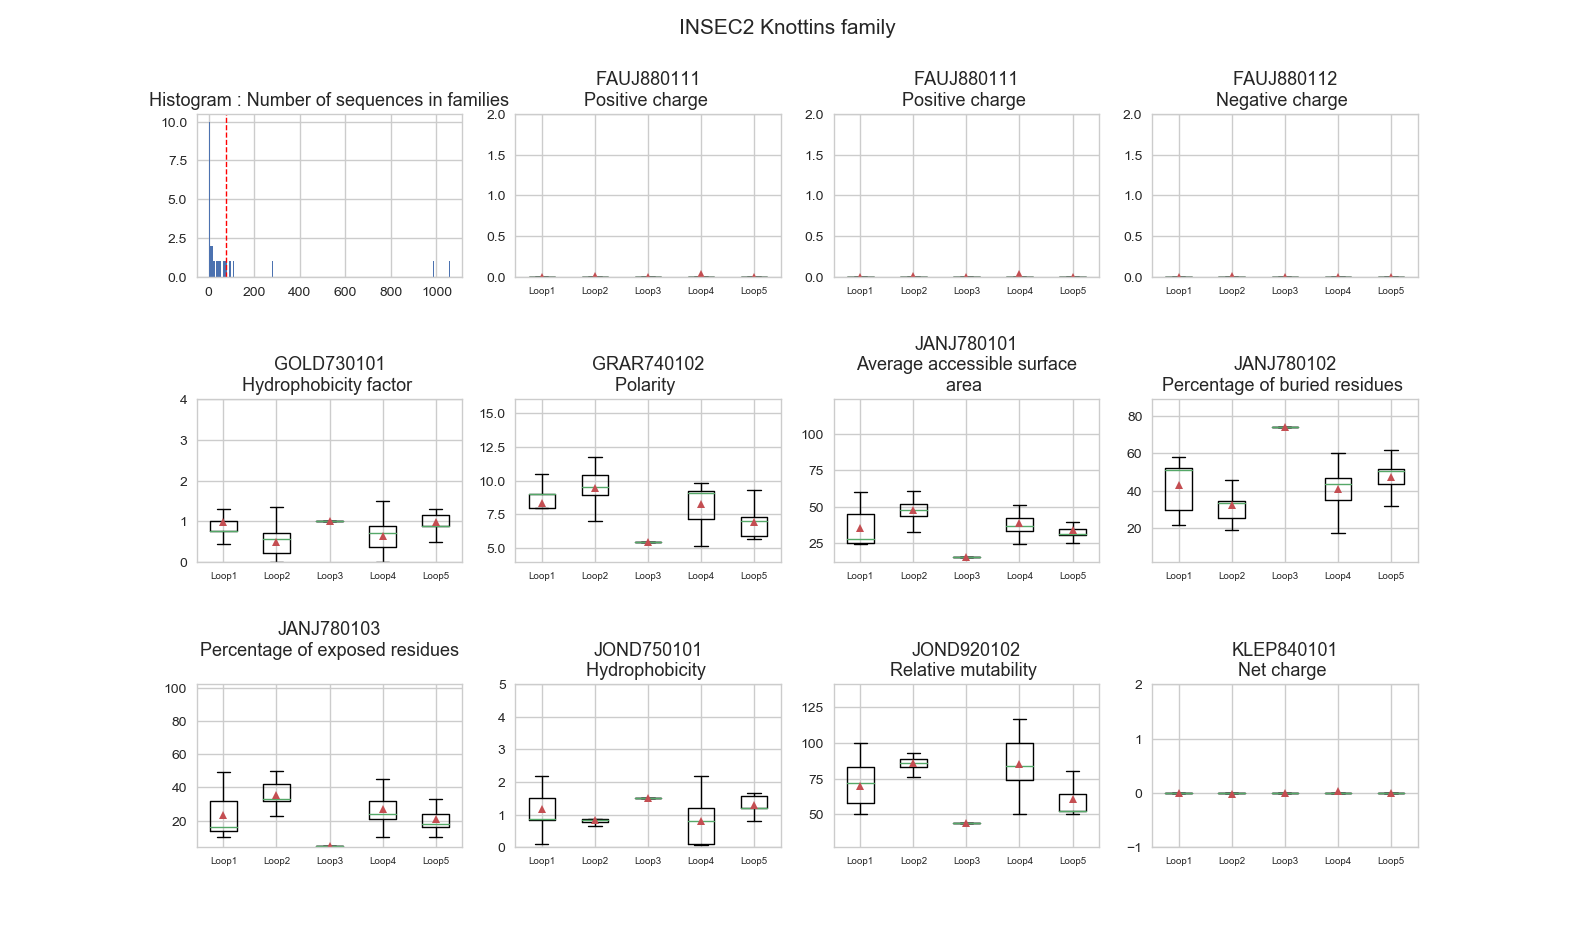 INSEC2 Knottins family
Histogram : Number of sequences in families
10.0
7.5
5.0
2.5
0.0
0 200 400 600 800 1000
FAUJ880111
Positive charge
2.0
1.5
1.0
0.5
0.0
Loop1 Loop2 Loop3 Loop4 Loop5
FAUJ880111
Positive charge
2.0
1.5
1.0
0.5
0.0
Loop1 Loop2 Loop3 Loop4 Loop5
FAUJ880112
Negative charge
2.0
1.5
1.0
0.5
0.0
Loop1 Loop2 Loop3 Loop4 Loop5
GOLD730101
Hydrophobicity factor
4
3
2
1
0
Loop1 Loop2 Loop3 Loop4 Loop5
GRAR740102
Polarity
15.0
12.5
10.0
7.5
5.0
Loop1 Loop2 Loop3 Loop4 Loop5
JANJ780101
Average accessible surface
area
100
75
50
25
Loop1 Loop2 Loop3 Loop4 Loop5
JANJ780102
Percentage of buried residues
80
60
40
20
Loop1 Loop2 Loop3 Loop4 Loop5
JANJ780103
Percentage of exposed residues
100
80
60
40
20
Loop1 Loop2 Loop3 Loop4 Loop5
JOND750101
Hydrophobicity
5
4
3
2
1
0
Loop1 Loop2 Loop3 Loop4 Loop5
JOND920102
Relative mutability
125
100
75
50
Loop1 Loop2 Loop3 Loop4 Loop5
KLEP840101
Net charge
2
1
0
−1
Loop1 Loop2 Loop3 Loop4 Loop5